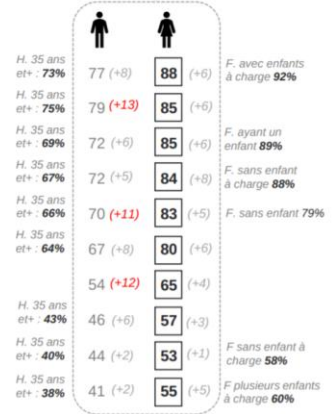 H. 35 ans
et+ : 73% 77 (+8) 88 (+6) F. avec enfants
à charge 92%
H. 35 ans
et+ : 75% 79 (+13) 85 (+6)
H. 35 ans
et+ : 69% 72 (+6) 85 (+6) F. ayant un
enfant 89%
H. 35 ans
et+ : 67% 72 (+5) 84 (+8) F. sans enfant
à charge 88%
H. 35 ans
et+ : 66% 70 (+11) 83 (+5) F. sans enfant 79%
H. 35 ans
et+ : 64% 67 (+8) 80 (+6)
54 (+12) 65 (+4)
H. 35 ans
et+ : 43% 46 (+6) 57 (+3)
H. 35 ans
et+ : 40% 44 (+2) 53 (+1) F sans enfant à
charge 58%
H. 35 ans
et+ : 38% 41 (+2) 55 (+5) F plusieurs enfants
à charge 60%